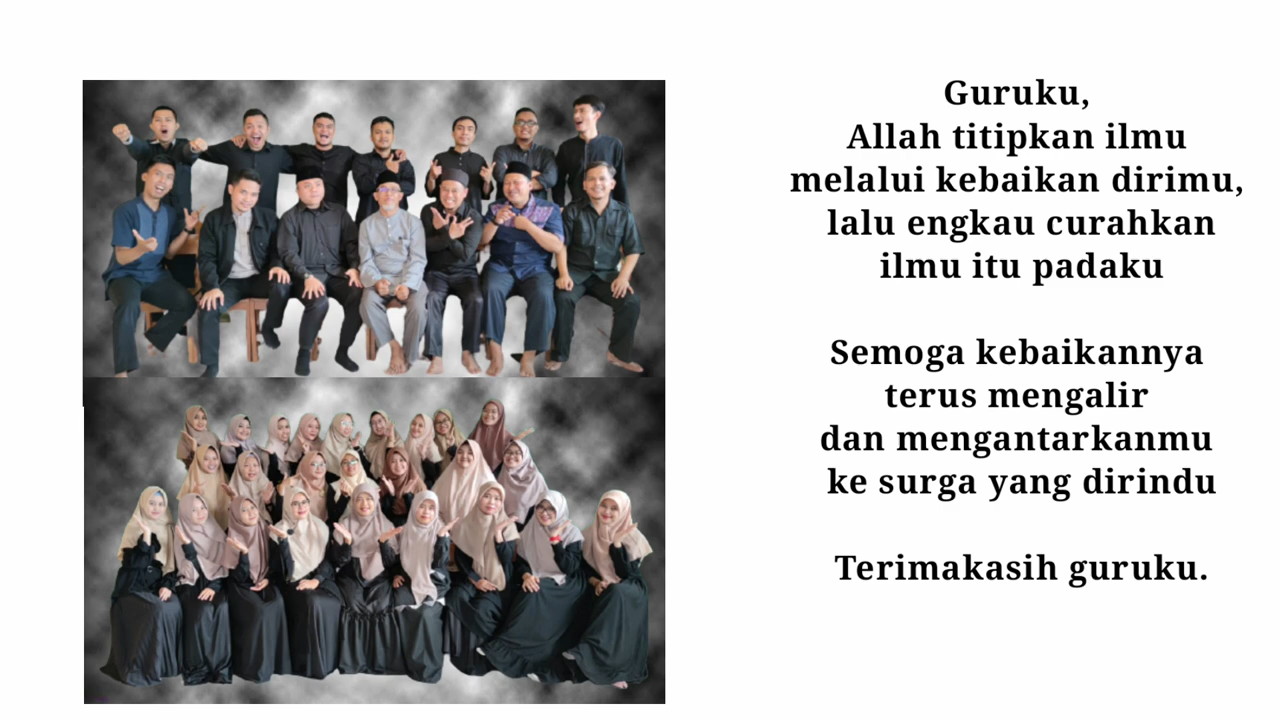 Guruku,
Allah titipkan ilmu
melalui kebaikan dirimu,
lalu engkau curahkan
ilmu itu padaku
Semoga kebaikannya
terus mengalir
dan mengantarkanmu
ke surga yang dirindu
Terimakasih guruku.